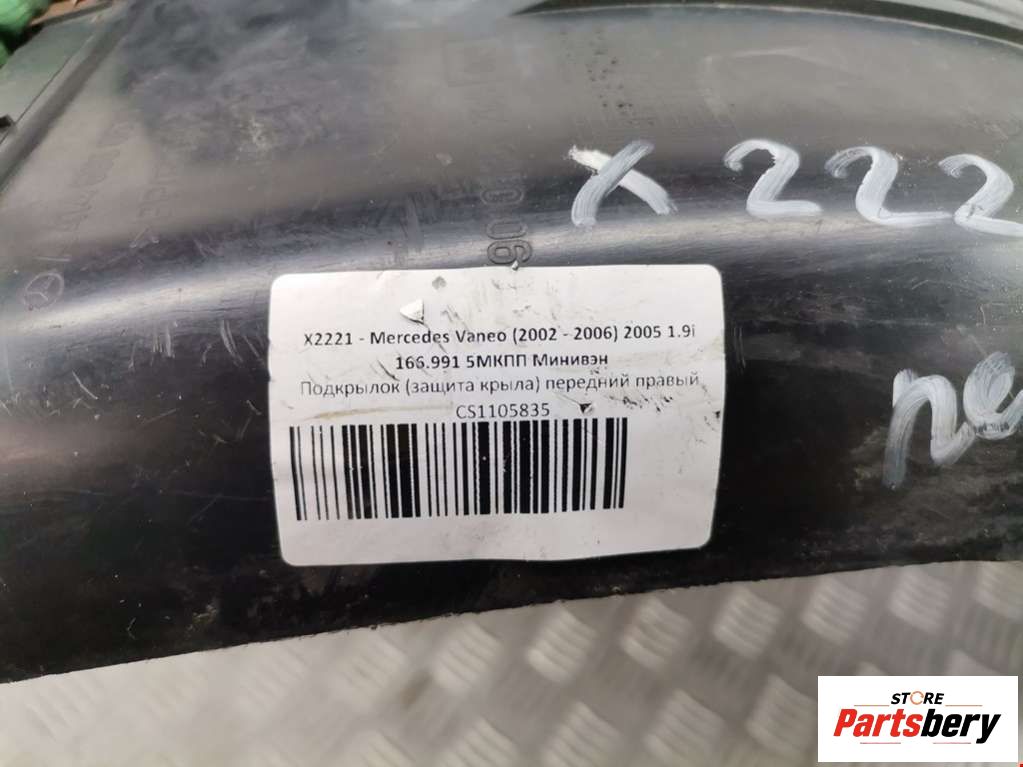 X 222
X2221 - Mercedes Vaneo (2002 - 2006) 2005 1.9i
166.991 5МКПП Минивэн
Подкрылок (защита крыла) передний правый
CS1105835
STORE
Partsbery